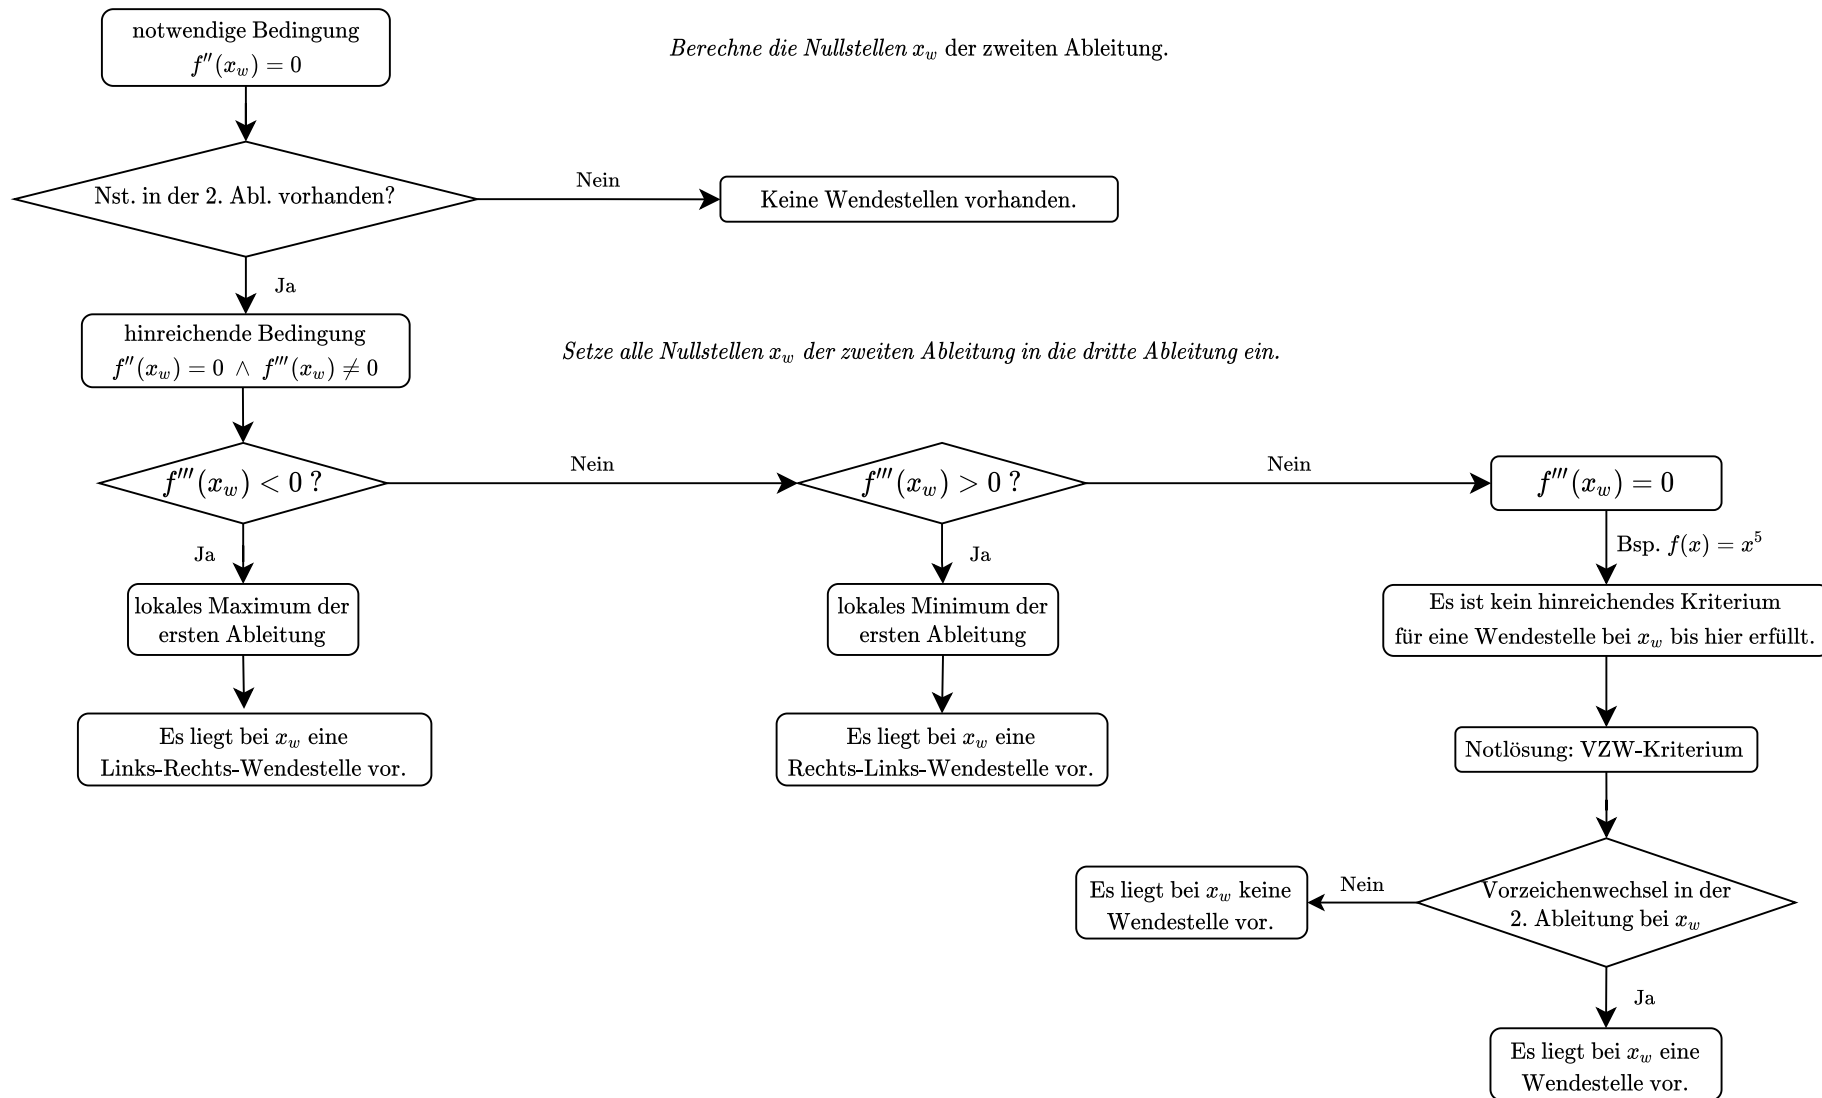 notwendige Bedingung
f''(x_w) = 0
Berechne die Nullstellen x_w der zweiten Ableitung.
Nst. in der 2. Abl. vorhanden?
Nein
Keine Wendestellen vorhanden.
Ja
hinreichende Bedingung
f''(x_w) = 0 ∧ f'''(x_w) ≠ 0
Setze alle Nullstellen x_w der zweiten Ableitung in die dritte Ableitung ein.
f'''(x_w) < 0 ?
Nein
f'''(x_w) > 0 ?
Nein
f'''(x_w) = 0
Ja
Ja
Bsp. f(x) = x^5
lokales Maximum der
ersten Ableitung
lokales Minimum der
ersten Ableitung
Es ist kein hinreichendes Kriterium
für eine Wendestelle bei x_w bis hier erfüllt.
Es liegt bei x_w eine
Links-Rechts-Wendestelle vor.
Es liegt bei x_w eine
Rechts-Links-Wendestelle vor.
Notlösung: VZW-Kriterium
Vorzeichenwechsel in der
2. Ableitung bei x_w
Nein
Es liegt bei x_w keine
Wendestelle vor.
Ja
Es liegt bei x_w eine
Wendestelle vor.